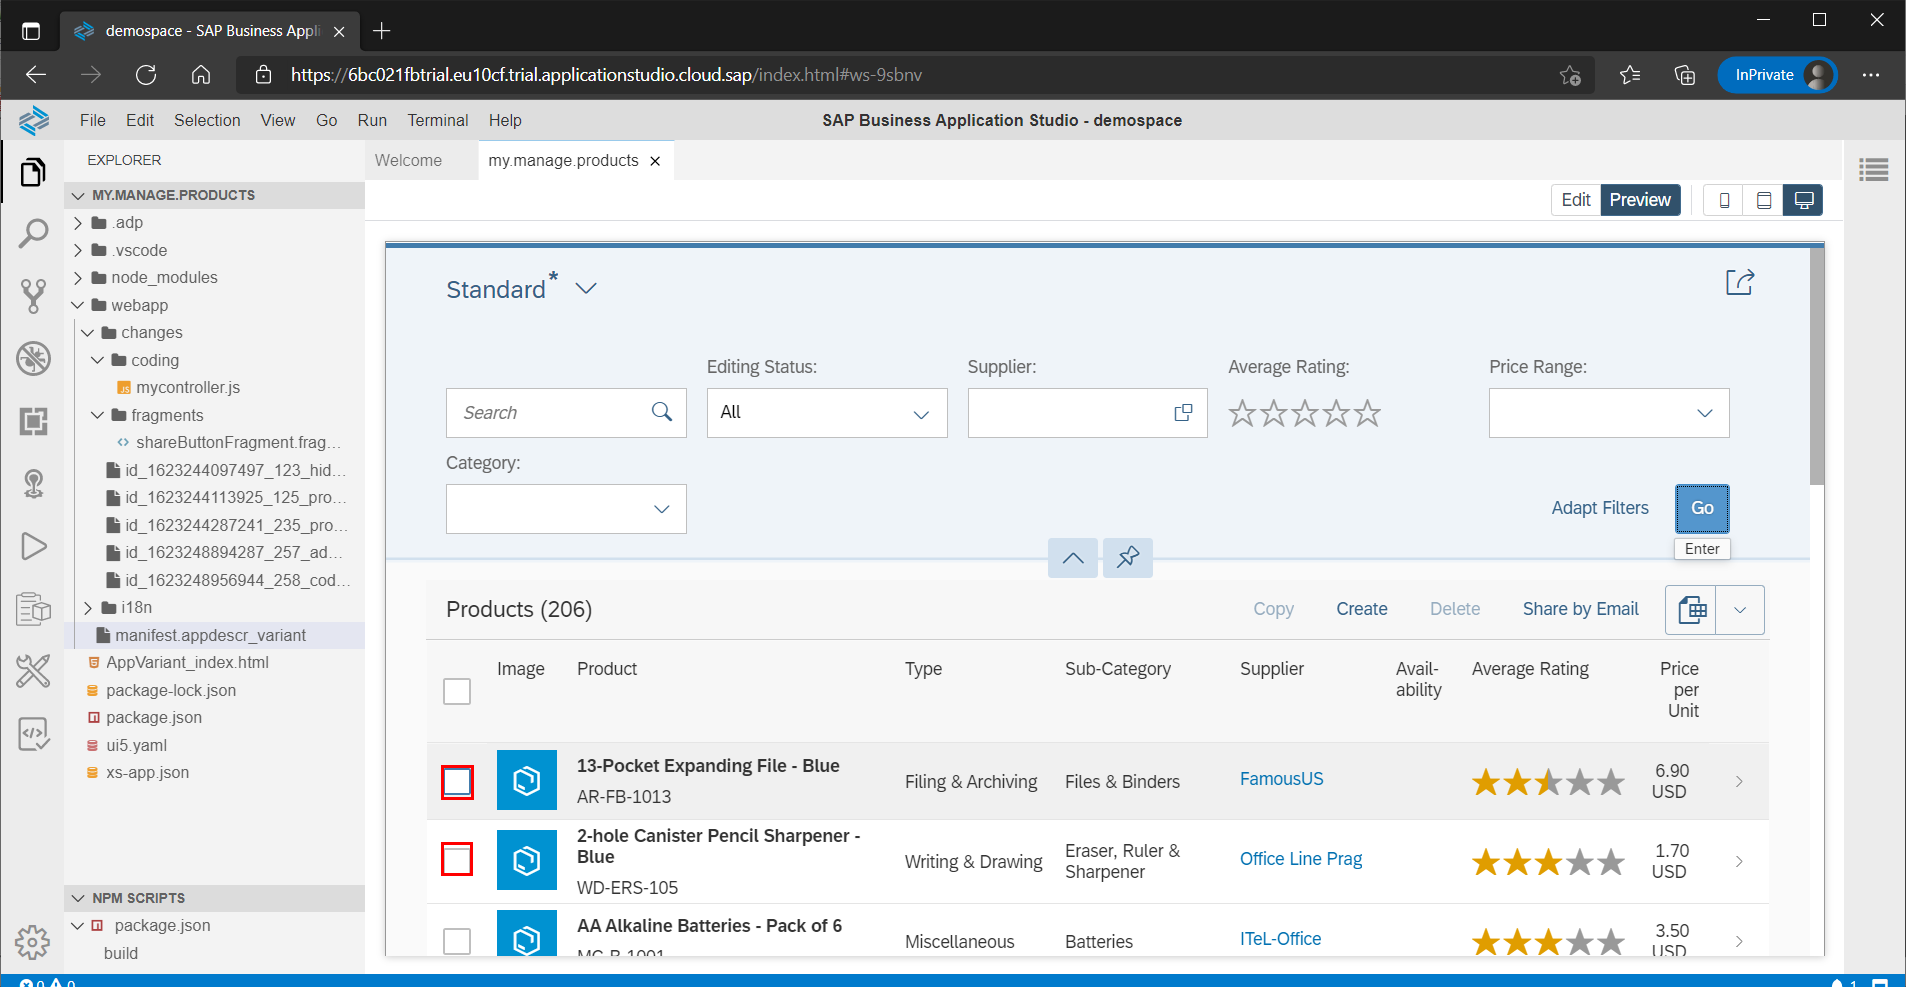 demospace - SAP Business Appli
https://6bc021fbtrial.eu10cf.trial.applicationstudio.cloud.sap/index.html#ws-9sbnv
InPrivate
File Edit Selection View Go Run Terminal Help
SAP Business Application Studio - demospace
EXPLORER
MY.MANAGE.PRODUCTS
.adp
.vscode
node_modules
webapp
changes
coding
JS mycontroller.js
fragments
<> shareButtonFragment.frag...
id_1623244097497_123_hid...
id_1623244113925_125_pro...
id_1623244287241_235_pro...
id_1623248894287_257_ad...
id_1623248956944_258_cod...
i18n
manifest.appdescr_variant
AppVariant_index.html
package-lock.json
package.json
ui5.yaml
xs-app.json
NPM SCRIPTS
package.json
build
0 0
Welcome
my.manage.products
Edit Preview
Standard*
Editing Status:
Supplier:
Average Rating:
Price Range:
Search
All
Category:
Adapt Filters
Go
Enter
Products (206)
Copy Create Delete Share by Email
Image Product Type Sub-Category Supplier Avail-
ability Average Rating Price
per
Unit
13-Pocket Expanding File - Blue
AR-FB-1013
Filing & Archiving
Files & Binders
FamousUS
6.90
USD
2-hole Canister Pencil Sharpener -
Blue
WD-ERS-105
Writing & Drawing
Eraser, Ruler &
Sharpener
Office Line Prag
1.70
USD
AA Alkaline Batteries - Pack of 6
MC-B-1001
Miscellaneous
Batteries
ITeL-Office
3.50
USD
1